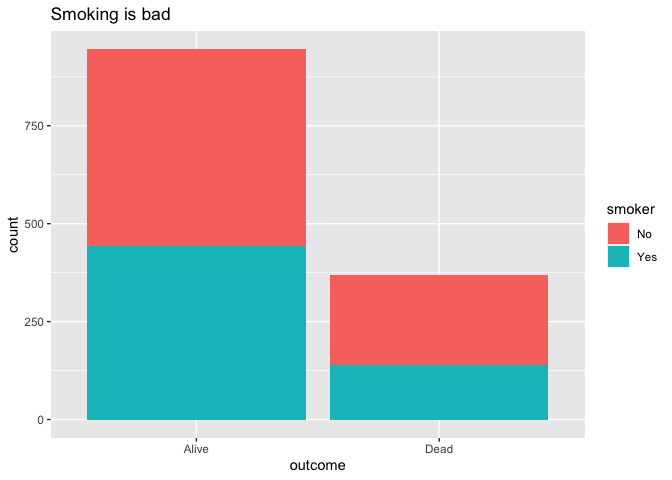 Smoking is bad
count
750
500
250
0
Alive
Dead
outcome
smoker
No
Yes